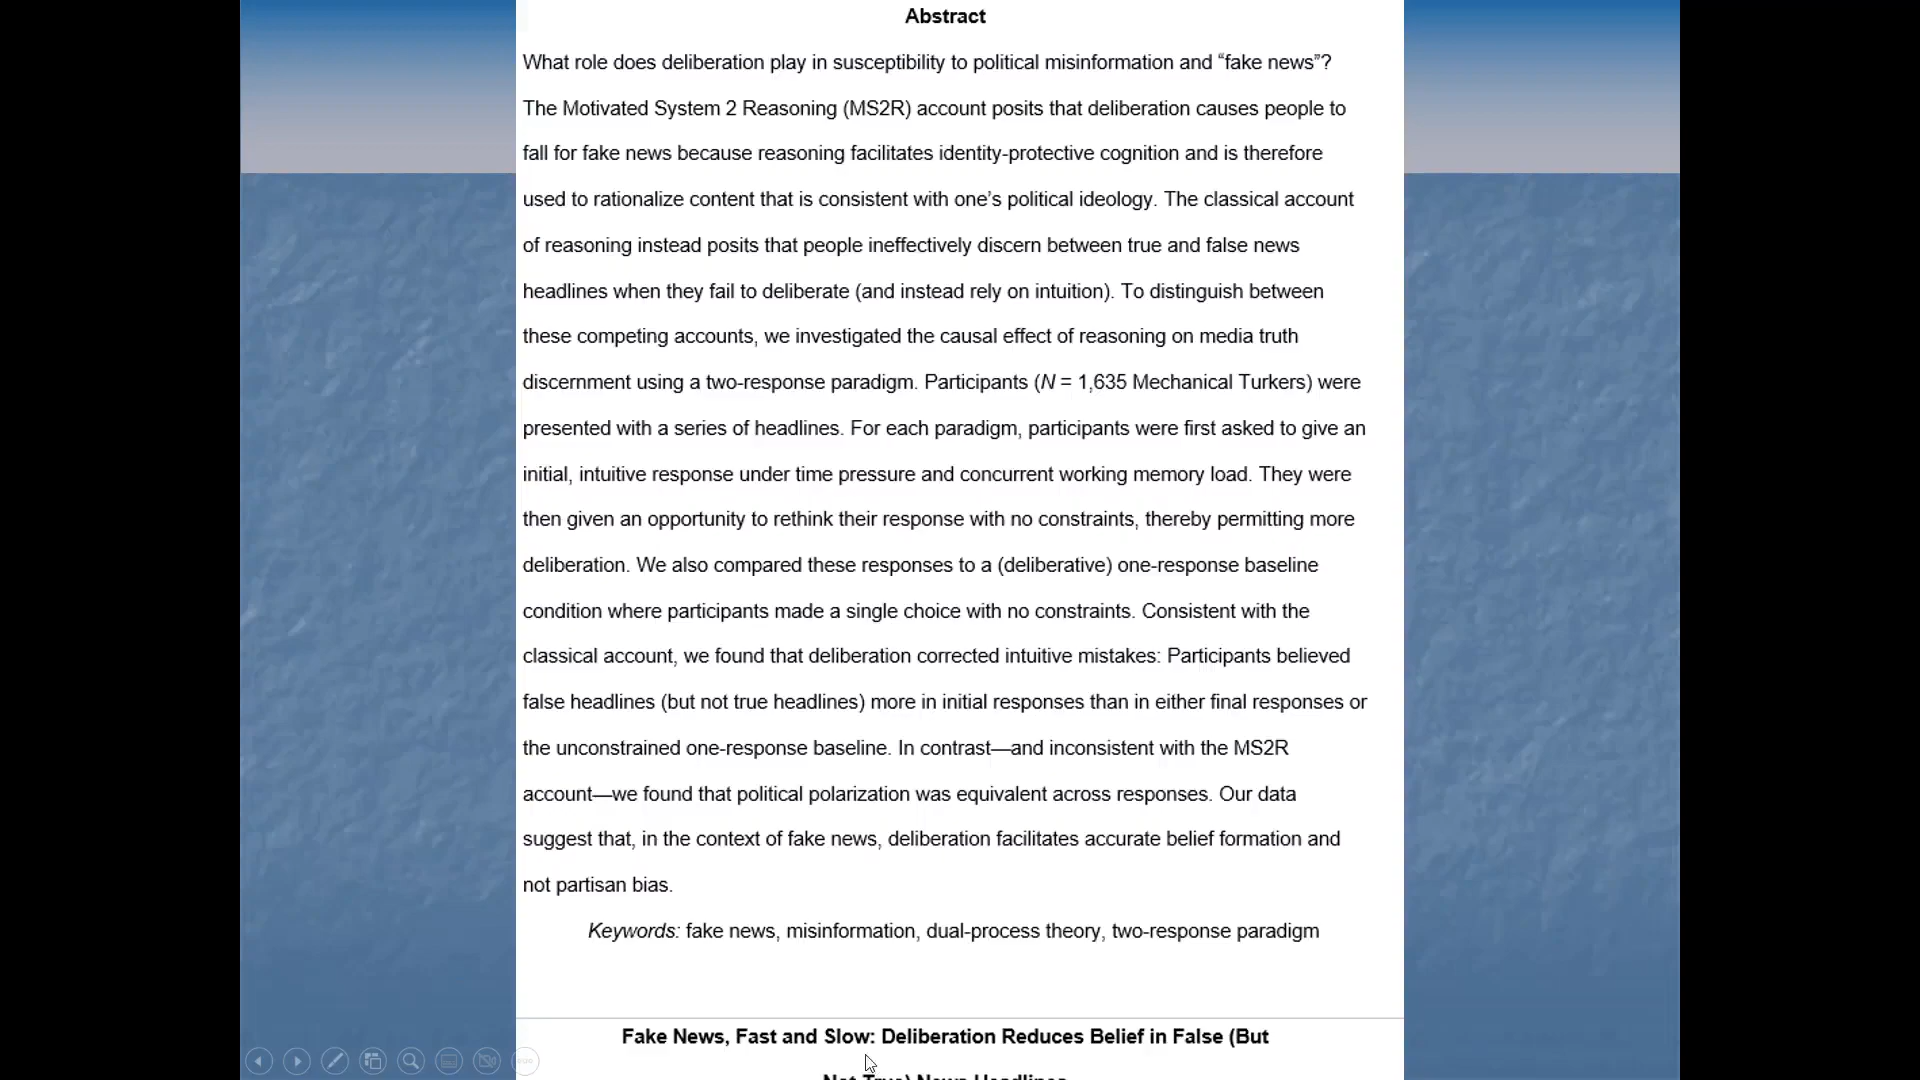 Abstract
What role does deliberation play in susceptibility to political misinformation and “fake news”?
The Motivated System 2 Reasoning (MS2R) account posits that deliberation causes people to
fall for fake news because reasoning facilitates identity-protective cognition and is therefore
used to rationalize content that is consistent with one’s political ideology. The classical account
of reasoning instead posits that people ineffectively discern between true and false news
headlines when they fail to deliberate (and instead rely on intuition). To distinguish between
these competing accounts, we investigated the causal effect of reasoning on media truth
discernment using a two-response paradigm. Participants (N = 1,635 Mechanical Turkers) were
presented with a series of headlines. For each paradigm, participants were first asked to give an
initial, intuitive response under time pressure and concurrent working memory load. They were
then given an opportunity to rethink their response with no constraints, thereby permitting more
deliberation. We also compared these responses to a (deliberative) one-response baseline
condition where participants made a single choice with no constraints. Consistent with the
classical account, we found that deliberation corrected intuitive mistakes: Participants believed
false headlines (but not true headlines) more in initial responses than in either final responses or
the unconstrained one-response baseline. In contrast—and inconsistent with the MS2R
account—we found that political polarization was equivalent across responses. Our data
suggest that, in the context of fake news, deliberation facilitates accurate belief formation and
not partisan bias.
Keywords: fake news, misinformation, dual-process theory, two-response paradigm
Fake News, Fast and Slow: Deliberation Reduces Belief in False (But
Not True) News Headlines